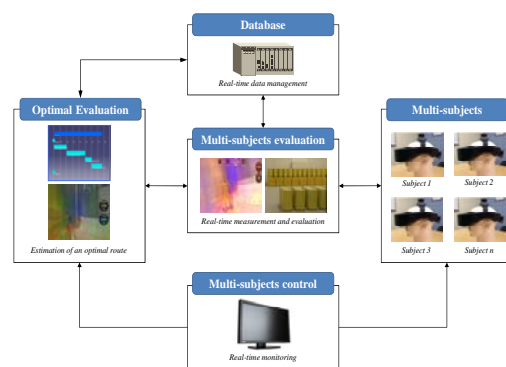 Database
Real-time data management
Optimal Evaluation
Estimation of an optimal route
Multi-subjects evaluation
Real-time measurement and evaluation
Multi-subjects
Subject 1
Subject 2
Subject 3
Subject n
Multi-subjects control
Real-time monitoring